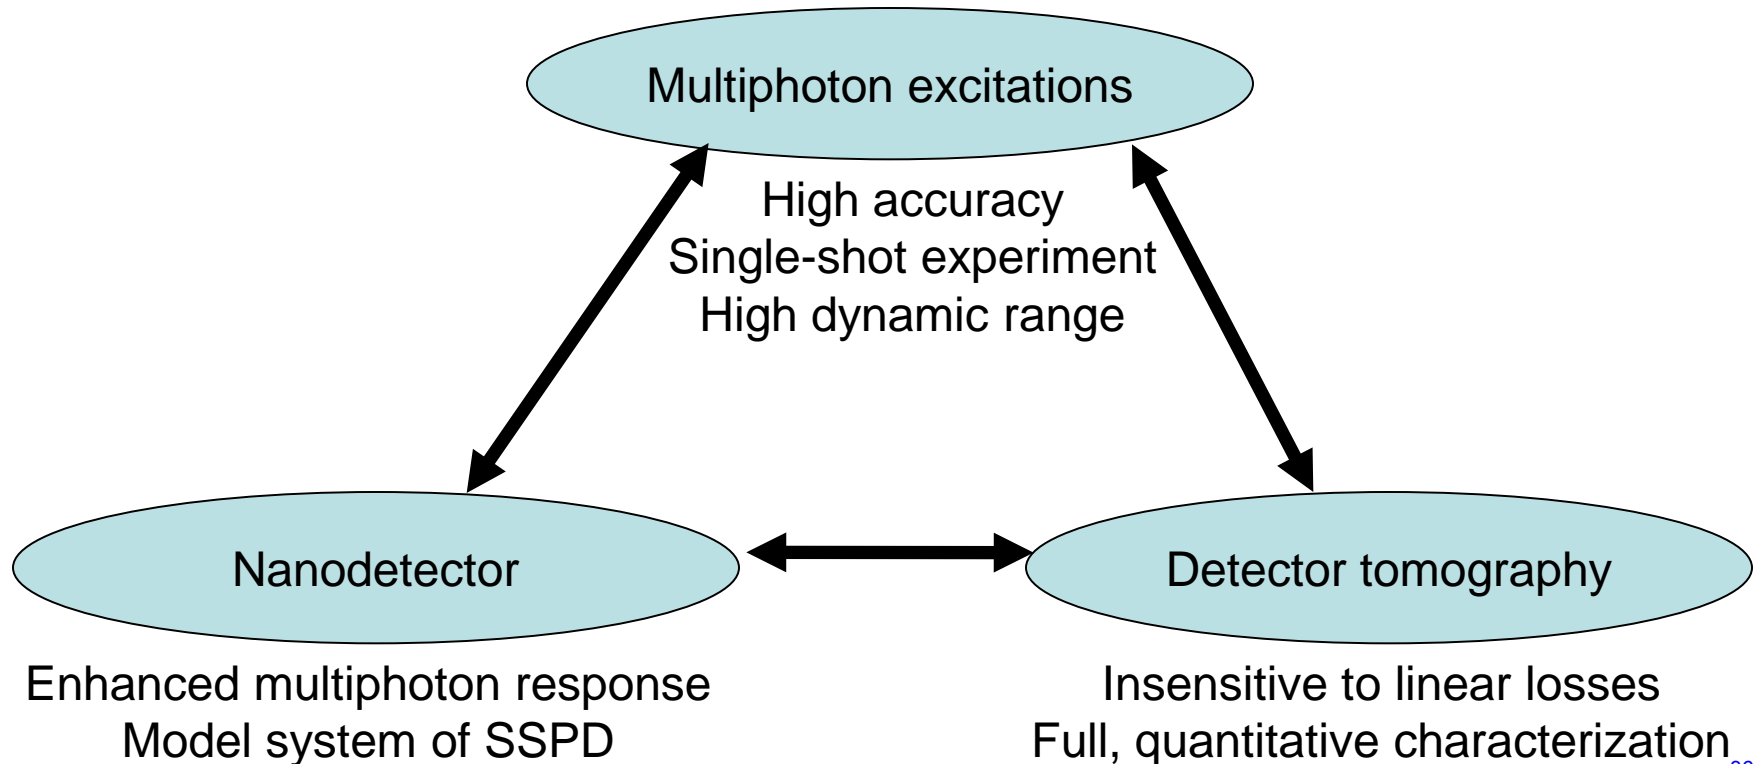 Multiphoton excitations
High accuracy
Single-shot experiment
High dynamic range
Nanodetector
Detector tomography
Enhanced multiphoton response
Model system of SSPD
Insensitive to linear losses
Full, quantitative characterization